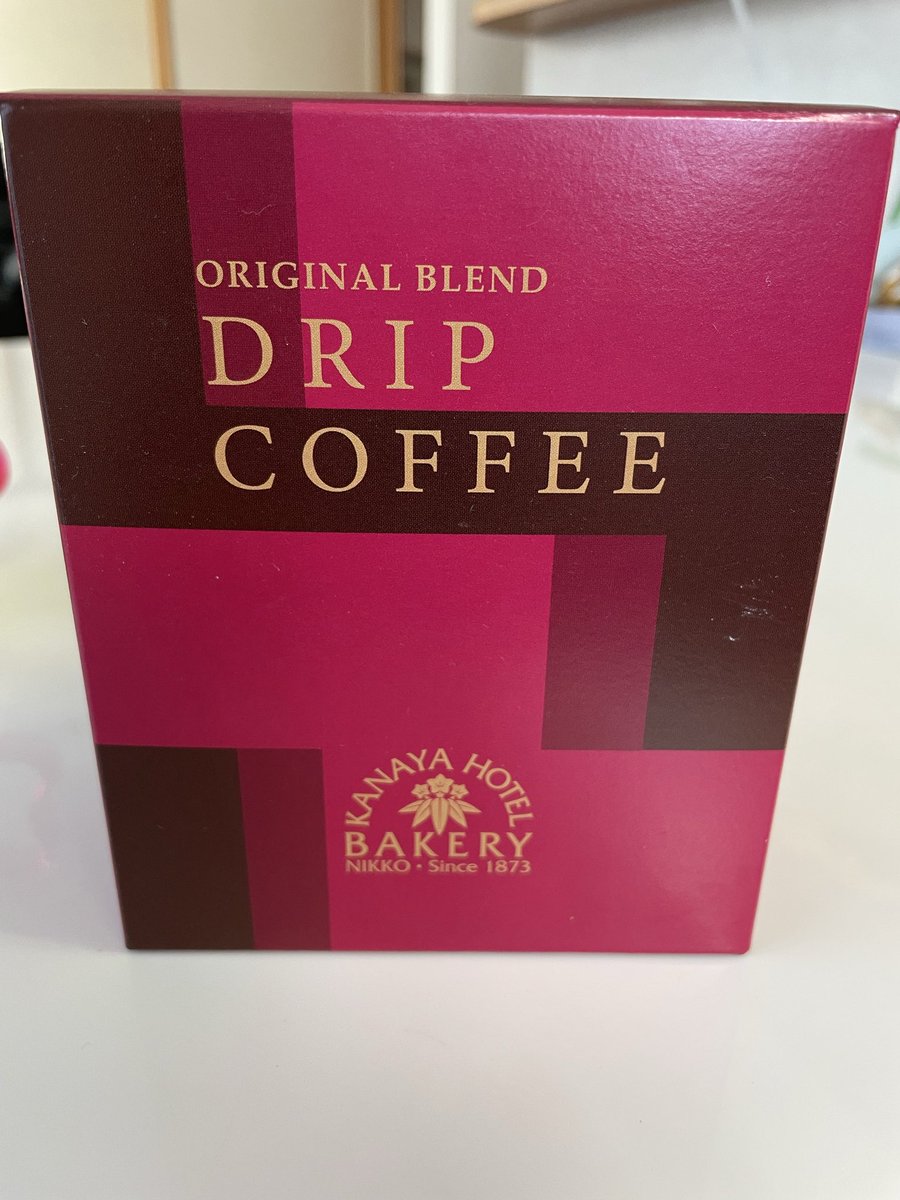 ORIGINAL BLEND
DRIP
COFFEE
KANAYA HOTEL
BAKERY
NIKKO・Since 1873